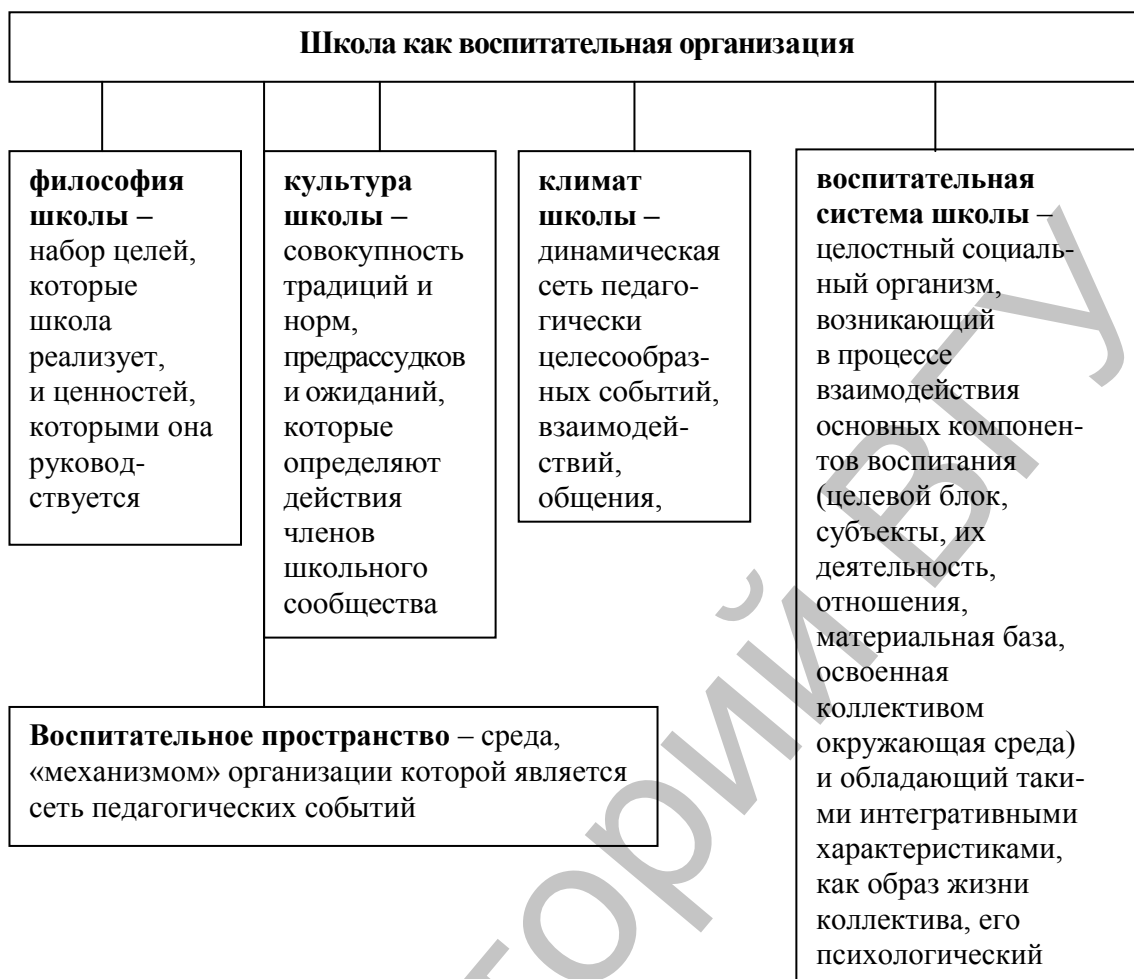 Школа как воспитательная организация
философия
школы –
набор целей,
которые
школа
реализует,
и ценностей,
которыми она
руковод-
ствуется
культура
школы –
совокупность
традиций и
норм,
предрассудков
и ожиданий,
которые
определяют
действия
членов
школьного
сообщества
климат
школы –
динамическая
сеть педаго-
гически
целесообраз-
ных событий,
взаимодей-
ствий,
общения,
воспитательная
система школы –
целостный социаль-
ный организм,
возникающий
в процессе
взаимодействия
основных компонен-
тов воспитания
(целевой блок,
субъекты, их
деятельность,
отношения,
материальная база,
освоенная
коллективом
окружающая среда)
и обладающий таки-
ми интегративными
характеристиками,
как образ жизни
коллектива, его
психологический
Воспитательное пространство – среда,
«механизмом» организации которой является
сеть педагогических событий
торий ВГУ